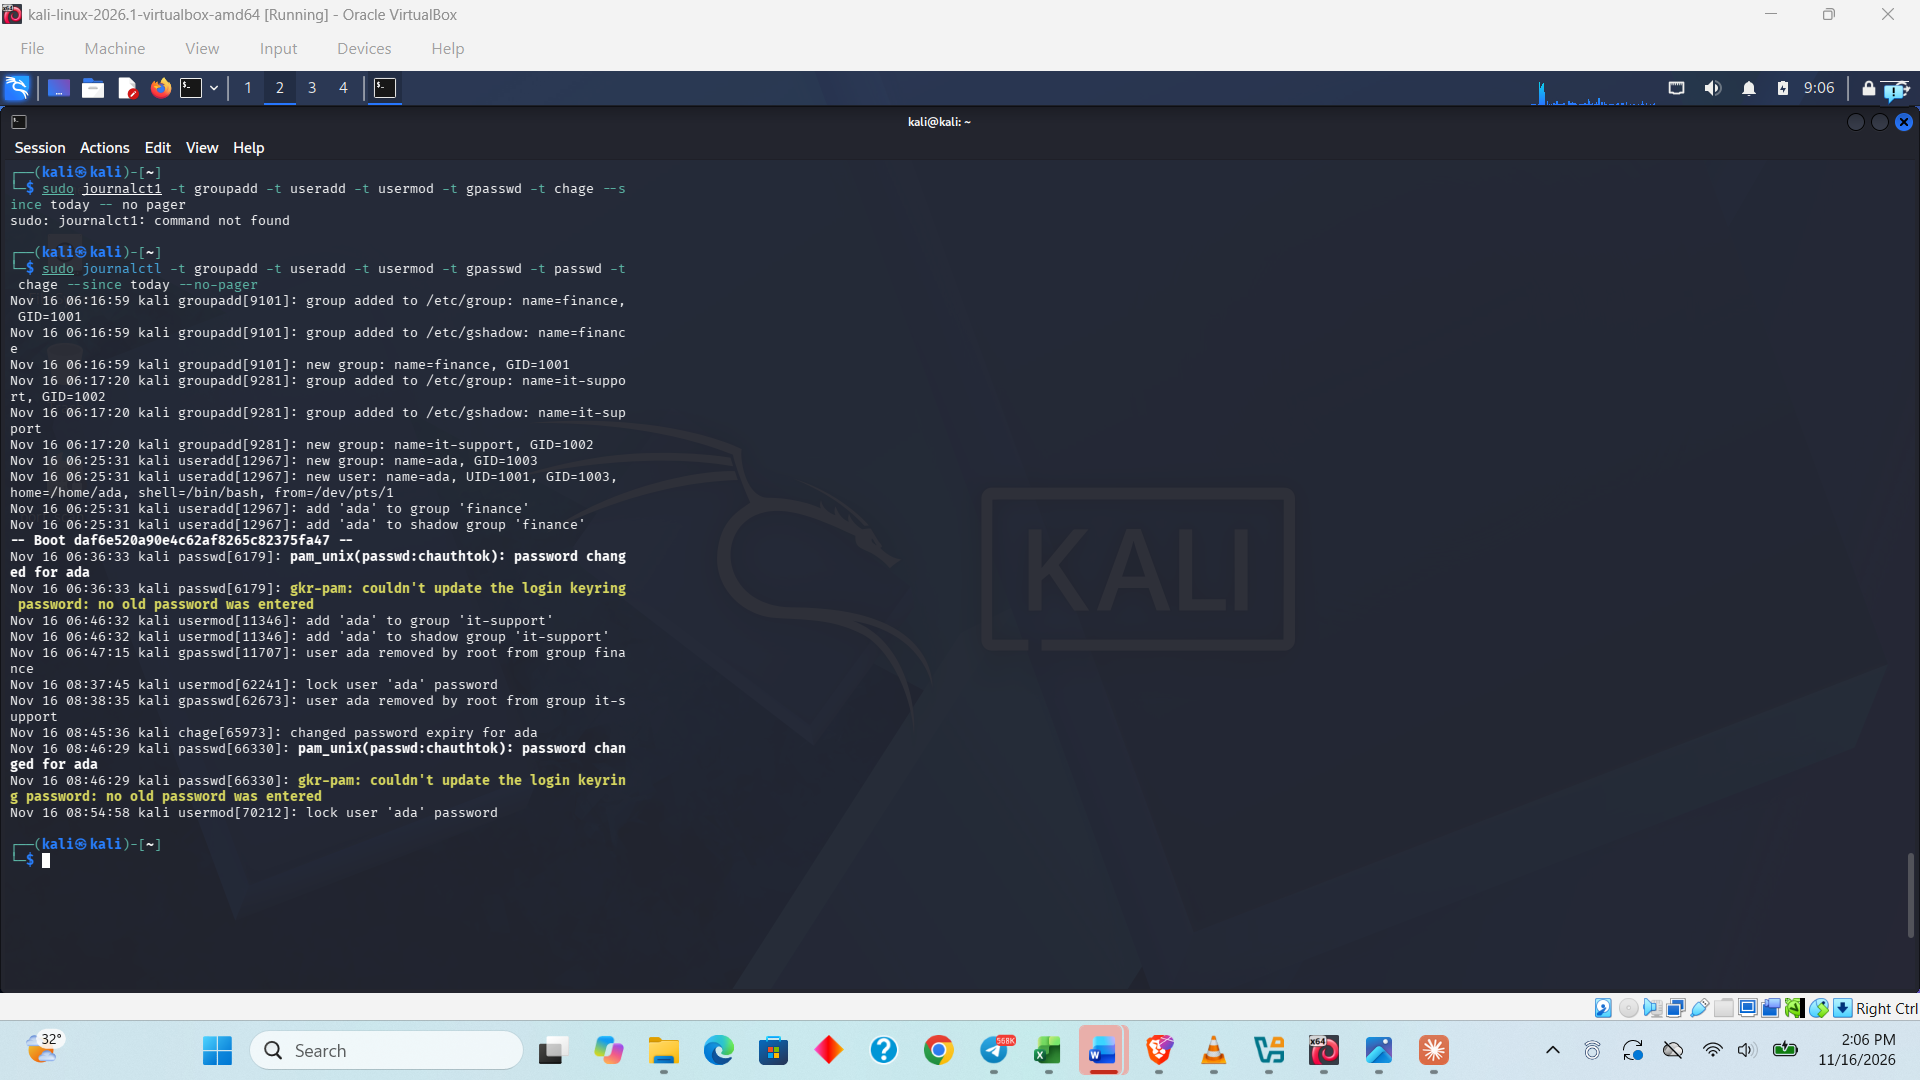 kali-linux-2026.1-virtualbox-amd64 [Running] - Oracle VirtualBox
File Machine View Input Devices Help
1 2 3 4
9:06
kali@kali: ~
Session Actions Edit View Help
┌──(kali㉿kali)-[~]
└─$ sudo journalct1 -t groupadd -t useradd -t usermod -t gpasswd -t chage --s
ince today -- no pager
sudo: journalct1: command not found
┌──(kali㉿kali)-[~]
└─$ sudo journalctl -t groupadd -t useradd -t usermod -t gpasswd -t passwd -t
chage --since today --no-pager
Nov 16 06:16:59 kali groupadd[9101]: group added to /etc/group: name=finance,
GID=1001
Nov 16 06:16:59 kali groupadd[9101]: group added to /etc/gshadow: name=financ
e
Nov 16 06:16:59 kali groupadd[9101]: new group: name=finance, GID=1001
Nov 16 06:17:20 kali groupadd[9281]: group added to /etc/group: name=it-suppo
rt, GID=1002
Nov 16 06:17:20 kali groupadd[9281]: group added to /etc/gshadow: name=it-sup
port
Nov 16 06:17:20 kali groupadd[9281]: new group: name=it-support, GID=1002
Nov 16 06:25:31 kali useradd[12967]: new group: name=ada, GID=1003
Nov 16 06:25:31 kali useradd[12967]: new user: name=ada, UID=1001, GID=1003,
home=/home/ada, shell=/bin/bash, from=/dev/pts/1
Nov 16 06:25:31 kali useradd[12967]: add 'ada' to group 'finance'
Nov 16 06:25:31 kali useradd[12967]: add 'ada' to shadow group 'finance'
-- Boot daf6e520a90e4c62af8265c82375fa47 --
Nov 16 06:36:33 kali passwd[6179]: pam_unix(passwd:chauthtok): password chang
ed for ada
Nov 16 06:36:33 kali passwd[6179]: gkr-pam: couldn't update the login keyring
password: no old password was entered
Nov 16 06:46:32 kali usermod[11346]: add 'ada' to group 'it-support'
Nov 16 06:46:32 kali usermod[11346]: add 'ada' to shadow group 'it-support'
Nov 16 06:47:15 kali gpasswd[11707]: user ada removed by root from group fina
nce
Nov 16 08:37:45 kali usermod[62241]: lock user 'ada' password
Nov 16 08:38:35 kali gpasswd[62673]: user ada removed by root from group it-s
upport
Nov 16 08:45:36 kali chage[65973]: changed password expiry for ada
Nov 16 08:46:29 kali passwd[66330]: pam_unix(passwd:chauthtok): password chan
ged for ada
Nov 16 08:46:29 kali passwd[66330]: gkr-pam: couldn't update the login keyrin
g password: no old password was entered
Nov 16 08:54:58 kali usermod[70212]: lock user 'ada' password
┌──(kali㉿kali)-[~]
└─$
KALI
Right Ctrl
32°
Search
568K
W
x64
2:06 PM
11/16/2026